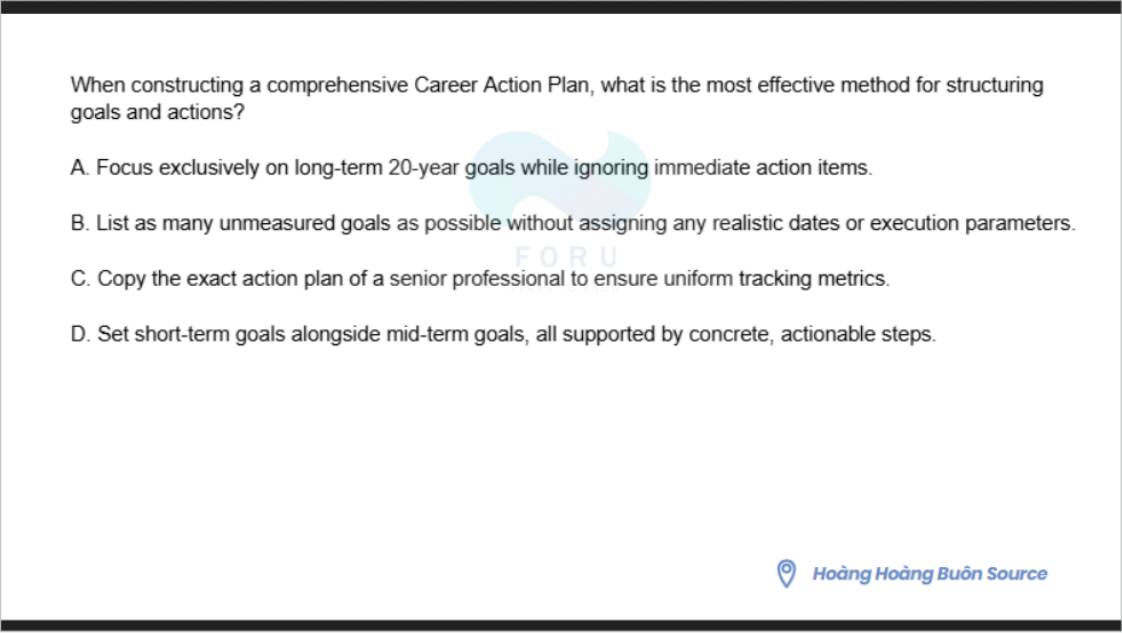 When constructing a comprehensive Career Action Plan, what is the most effective method for structuring
goals and actions?
A. Focus exclusively on long-term 20-year goals while ignoring immediate action items.
B. List as many unmeasured goals as possible without assigning any realistic dates or execution parameters.
FORU
C. Copy the exact action plan of a senior professional to ensure uniform tracking metrics.
D. Set short-term goals alongside mid-term goals, all supported by concrete, actionable steps.
Hoàng Hoàng Buôn Source